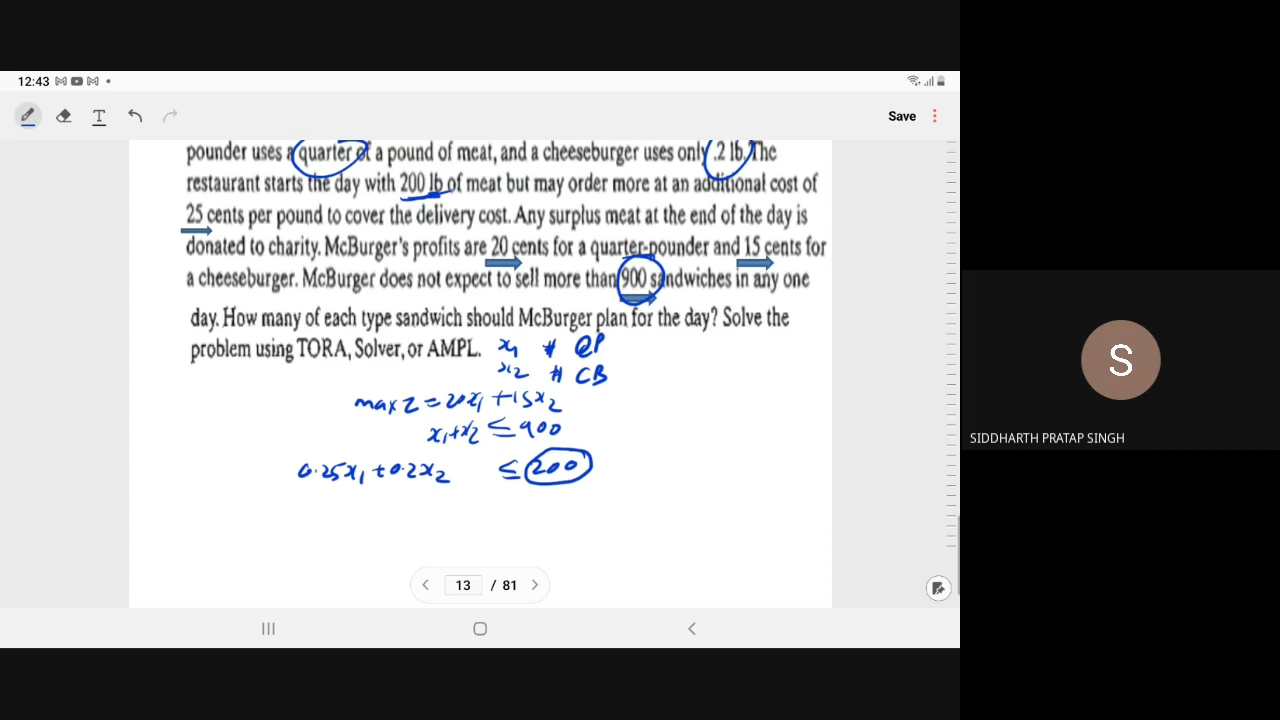 12:43
Save
pounder uses a quarter of a pound of meat, and a cheeseburger uses only .2 lb. The
restaurant starts the day with 200 lb of meat but may order more at an additional cost of
25 cents per pound to cover the delivery cost. Any surplus meat at the end of the day is
donated to charity. McBurger's profits are 20 cents for a quarter-pounder and 15 cents for
a cheeseburger. McBurger does not expect to sell more than 900 sandwiches in any one
day. How many of each type sandwich should McBurger plan for the day? Solve the
problem using TORA, Solver, or AMPL.
x1 # QP
x2 # CB
max Z = 20x1 + 15x2
x1+x2 ≤ 900
0.25x1 + 0.2x2 ≤ 200
13 / 81
S
SIDDHARTH PRATAP SINGH